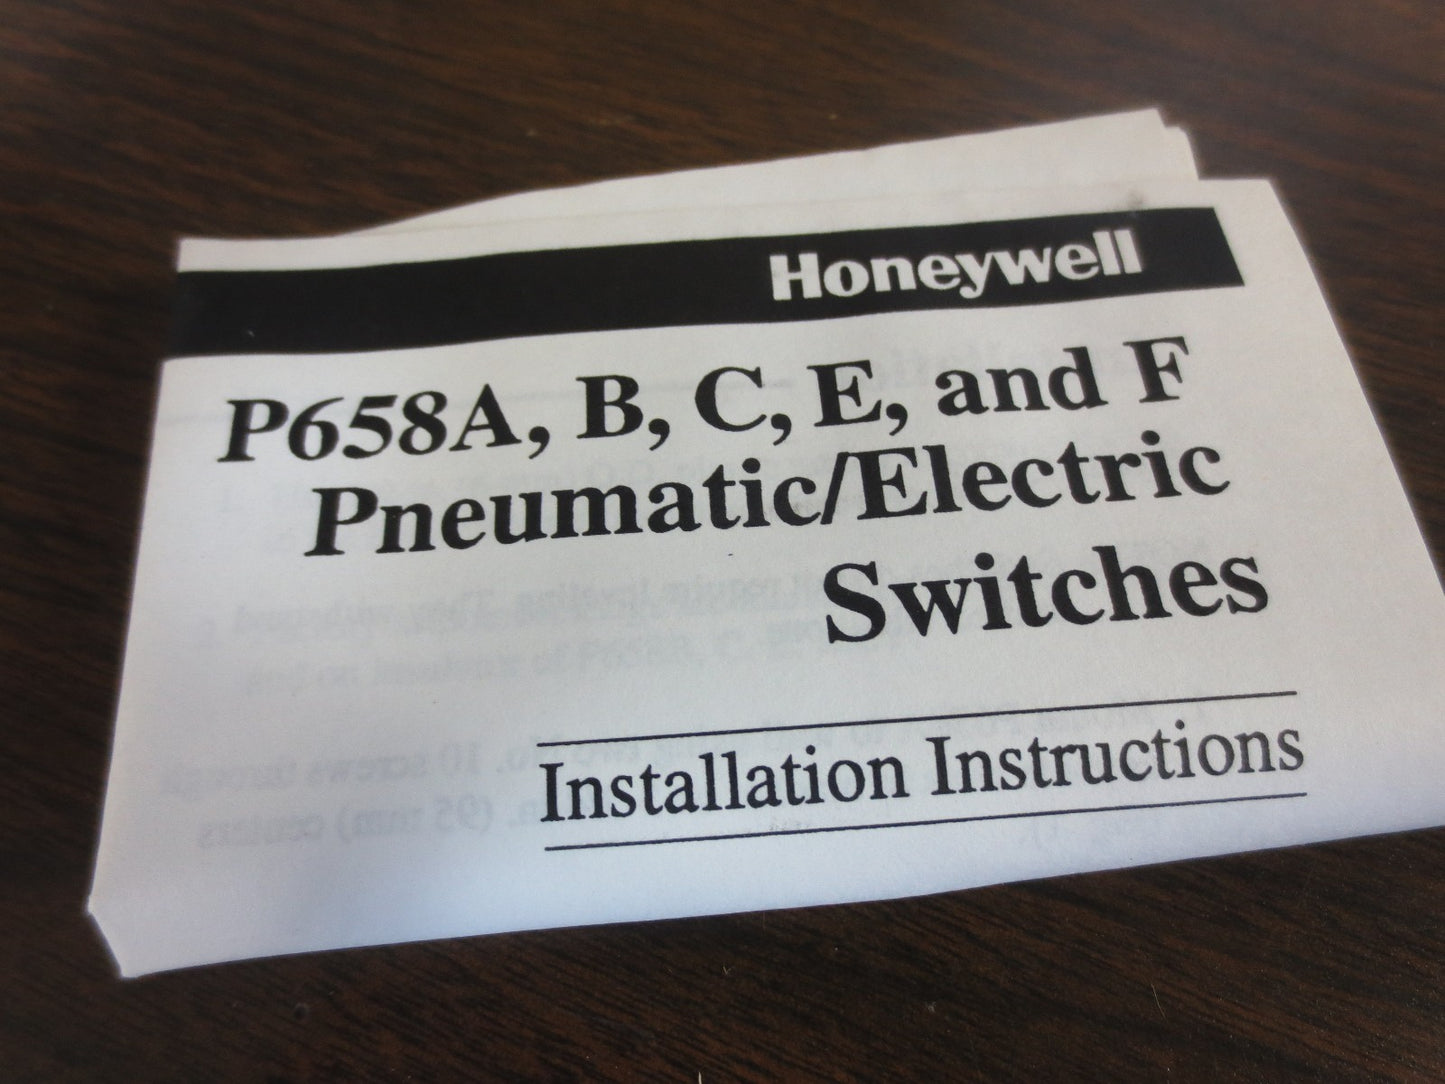 Honeywell
P658A, B, C, E, and F
Pneumatic/Electric
Switches
Installation Instructions